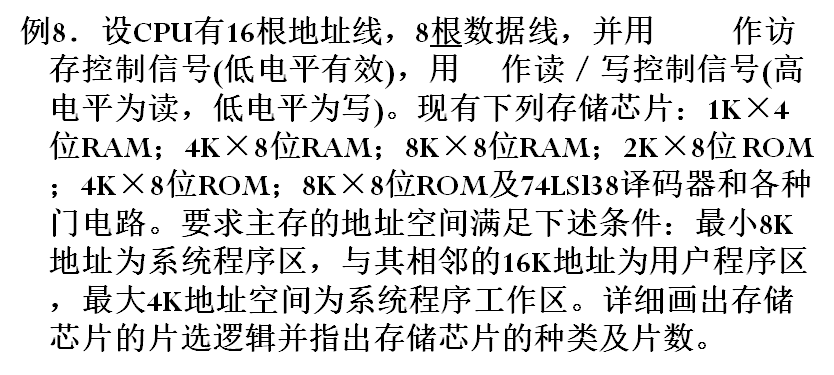 例8．设CPU有16根地址线，8根数据线，并用 作访
存控制信号(低电平有效)，用 作读／写控制信号(高
电平为读，低电平为写)。现有下列存储芯片：1K×4
位RAM；4K×8位RAM；8K×8位RAM；2K×8位 ROM
；4K×8位ROM；8K×8位ROM及74LSl38译码器和各种
门电路。要求主存的地址空间满足下述条件：最小8K
地址为系统程序区，与其相邻的16K地址为用户程序区
，最大4K地址空间为系统程序工作区。详细画出存储
芯片的片选逻辑并指出存储芯片的种类及片数。